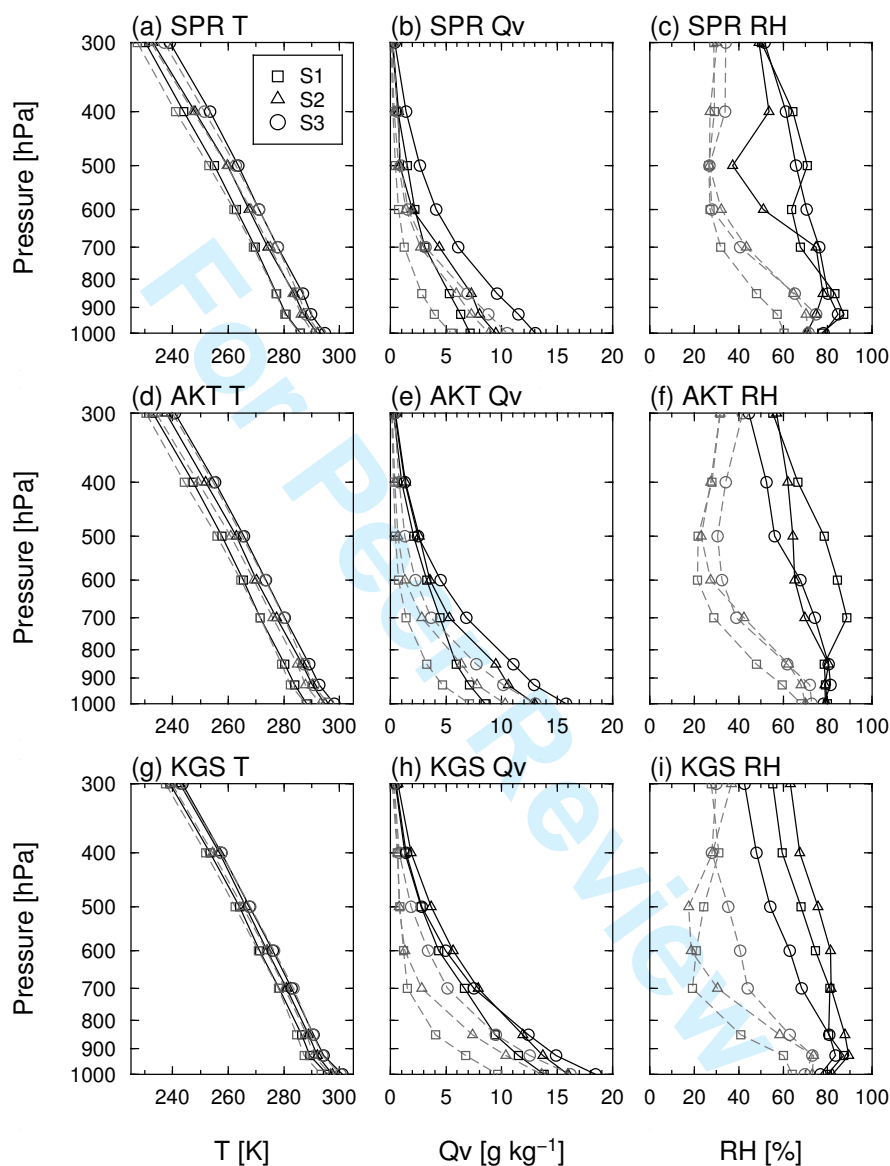 (a) SPR T (b) SPR Qv (c) SPR RH
300
400
500
600
700
800
900
1000
Pressure [hPa]
S1
S2
S3
240 260 280 300 0 5 10 15 20 0 20 40 60 80 100
(d) AKT T (e) AKT Qv (f) AKT RH
300
400
500
600
700
800
900
1000
Pressure [hPa]
240 260 280 300 0 5 10 15 20 0 20 40 60 80 100
(g) KGS T (h) KGS Qv (i) KGS RH
300
400
500
600
700
800
900
1000
Pressure [hPa]
240 260 280 300 0 5 10 15 20 0 20 40 60 80 100
T [K] Qv [g kg⁻¹] RH [%]
For Peer Review